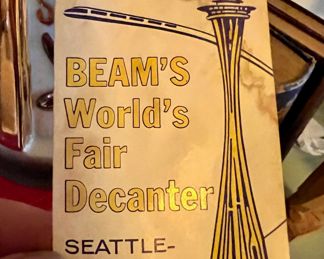 BEAM'S
World's
Fair
Decanter
SEATTLE-